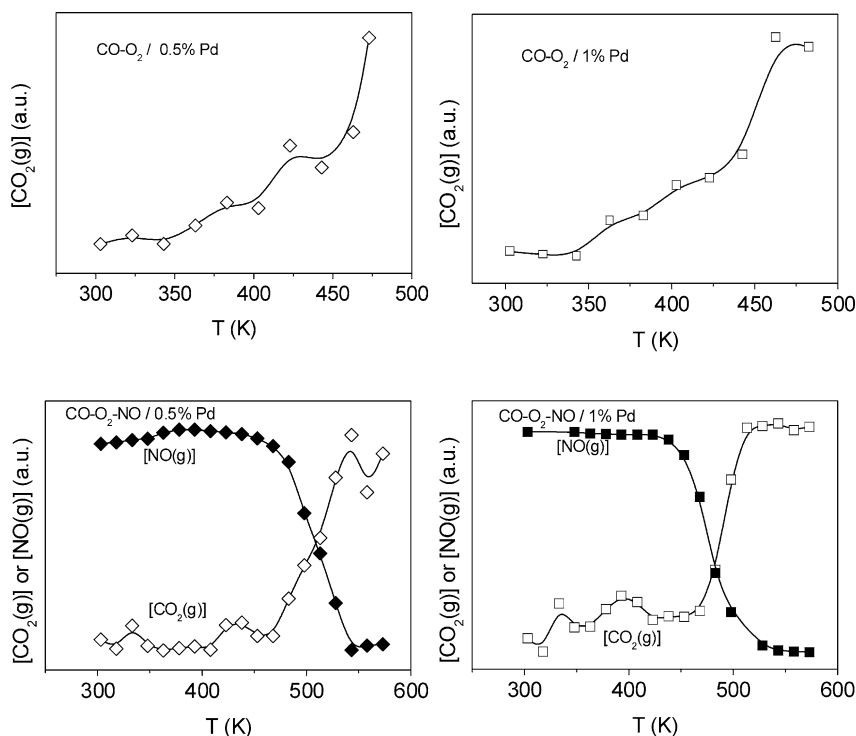 CO-O2 / 0.5% Pd
[CO2(g)] (a.u.)
300 350 400 450 500
T (K)
CO-O2 / 1% Pd
[CO2(g)] (a.u.)
300 350 400 450 500
T (K)
CO-O2-NO / 0.5% Pd
[NO(g)]
[CO2(g)]
[CO2(g)] or [NO(g)] (a.u.)
300 400 500 600
T (K)
CO-O2-NO / 1% Pd
[NO(g)]
[CO2(g)]
[CO2(g)] or [NO(g)] (a.u.)
300 400 500 600
T (K)